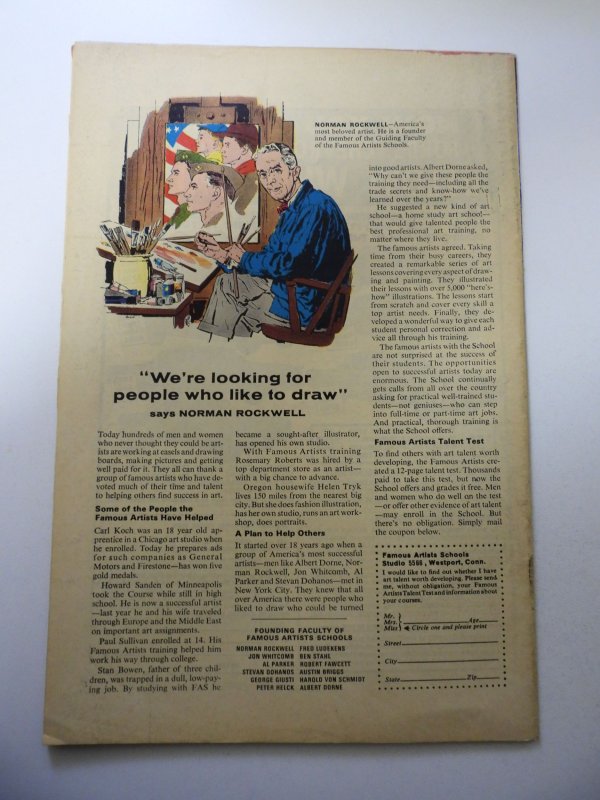 NORMAN ROCKWELL—America's
most beloved artist. He is a founder
and member of the Guiding Faculty
of the Famous Artists Schools.
"We're looking for
people who like to draw"
says NORMAN ROCKWELL
Today hundreds of men and women
who never thought they could be art-
ists are working at easels and drawing
boards, making pictures and getting
well paid for it. They all can thank a
group of famous artists who have de-
voted much of their time and talent
to helping others find success in art.
Some of the People the
Famous Artists Have Helped
Carl Koch was an 18 year old ap-
prentice in a Chicago art studio when
he enrolled. Today he prepares ads
for such companies as General
Motors and Firestone—has won five
gold medals.
Howard Sanden of Minneapolis
took the Course while still in high
school. He is now a successful artist
—last year he and his wife traveled
through Europe and the Middle East
on important art assignments.
Paul Sullivan enrolled at 14. His
Famous Artists training helped him
work his way through college.
Stan Bowen, father of three chil-
dren, was trapped in a dull, low-pay-
ing job. By studying with FAS he
became a sought-after illustrator,
has opened his own studio.
With Famous Artists training
Rosemary Roberts was hired by a
top department store as an artist—
with a big chance to advance.
Oregon housewife Helen Tryk
lives 150 miles from the nearest big
city. But she does fashion illustration,
has her own studio, runs an art work-
shop, does portraits.
A Plan to Help Others
It started over 18 years ago when a
group of America's most successful
artists—men like Albert Dorne, Nor-
man Rockwell, Jon Whitcomb, Al
Parker and Stevan Dohanos—met in
New York City. They knew that all
over America there were people who
liked to draw who could be turned
FOUNDING FACULTY OF
FAMOUS ARTISTS SCHOOLS
NORMAN ROCKWELL FRED LUDEKENS
JON WHITCOMB BEN STAHL
AL PARKER ROBERT FAWCETT
STEVAN DOHANOS AUSTIN BRIGGS
GEORGE GIUSTI HAROLD VON SCHMIDT
PETER HELCK ALBERT DORNE
into good artists. Albert Dorne asked,
"Why can't we give these people the
training they need—including all the
trade secrets and know-how we've
learned over the years?"
He suggested a new kind of art
school—a home study art school—
that would give talented people the
best professional art training, no
matter where they live.
The famous artists agreed. Taking
time from their busy careers, they
created a remarkable series of art
lessons covering every aspect of draw-
ing and painting. They illustrated
their lessons with over 5,000 "here's-
how" illustrations. The lessons start
from scratch and cover every skill a
top artist needs. Finally, they de-
veloped a wonderful way to give each
student personal correction and ad-
vice all through his training.
The famous artists with the School
are not surprised at the success of
their students. The opportunities
open to successful artists today are
enormous. The School continually
gets calls from all over the country
asking for practical well-trained stu-
dents—not geniuses—who can step
into full-time or part-time art jobs.
And practical, thorough training is
what the School offers.
Famous Artists Talent Test
To find others with art talent worth
developing, the Famous Artists cre-
ated a 12-page talent test. Thousands
paid to take this test, but now the
School offers and grades it free. Men
and women who do well on the test
—or offer other evidence of art talent
—may enroll in the School. But
there's no obligation. Simply mail
the coupon below.
Famous Artists Schools
Studio 5566, Westport, Conn.
I would like to find out whether I have
art talent worth developing. Please send
me, without obligation, your Famous
Artists Talent Test and information about
your courses.
Mr.
Mrs. Age
Miss Circle one and please print
Street
City
State Zip